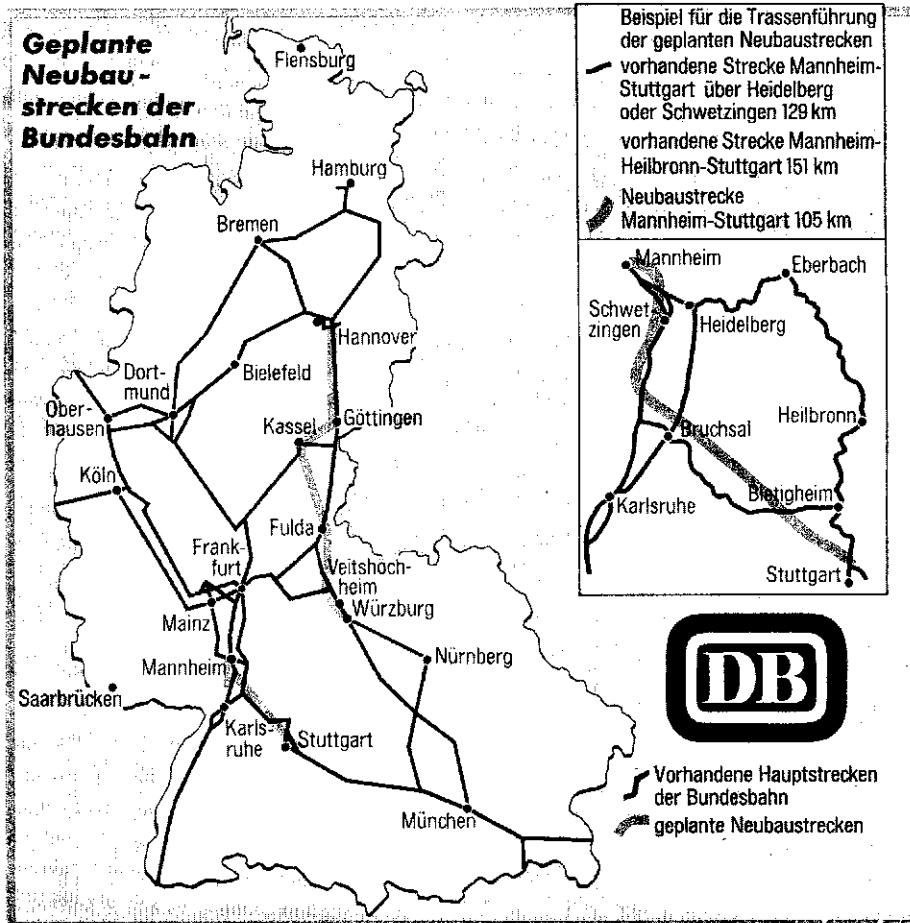 Geplante
Neubau-
strecken der
Bundesbahn
Flensburg
Hamburg
Bremen
Hannover
Bielefeld
Dort-
mund
Ober-
hausen
Göttingen
Kassel
Köln
Fulda
Frank-
furt
Veitshöch-
heim
Würzburg
Mainz
Mannheim
Nürnberg
Saarbrücken
Karls-
ruhe
Stuttgart
München
Beispiel für die Trassenführung
der geplanten Neubaustrecken
vorhandene Strecke Mannheim-
Stuttgart über Heidelberg
oder Schwetzingen 129 km
vorhandene Strecke Mannheim-
Heilbronn-Stuttgart 151 km
Neubaustrecke
Mannheim-Stuttgart 105 km
Mannheim
Eberbach
Schwet
zingen
Heidelberg
Heilbronn
Bruchsal
Karlsruhe
Bietigheim
Stuttgart
DB
Vorhandene Hauptstrecken
der Bundesbahn
geplante Neubaustrecken